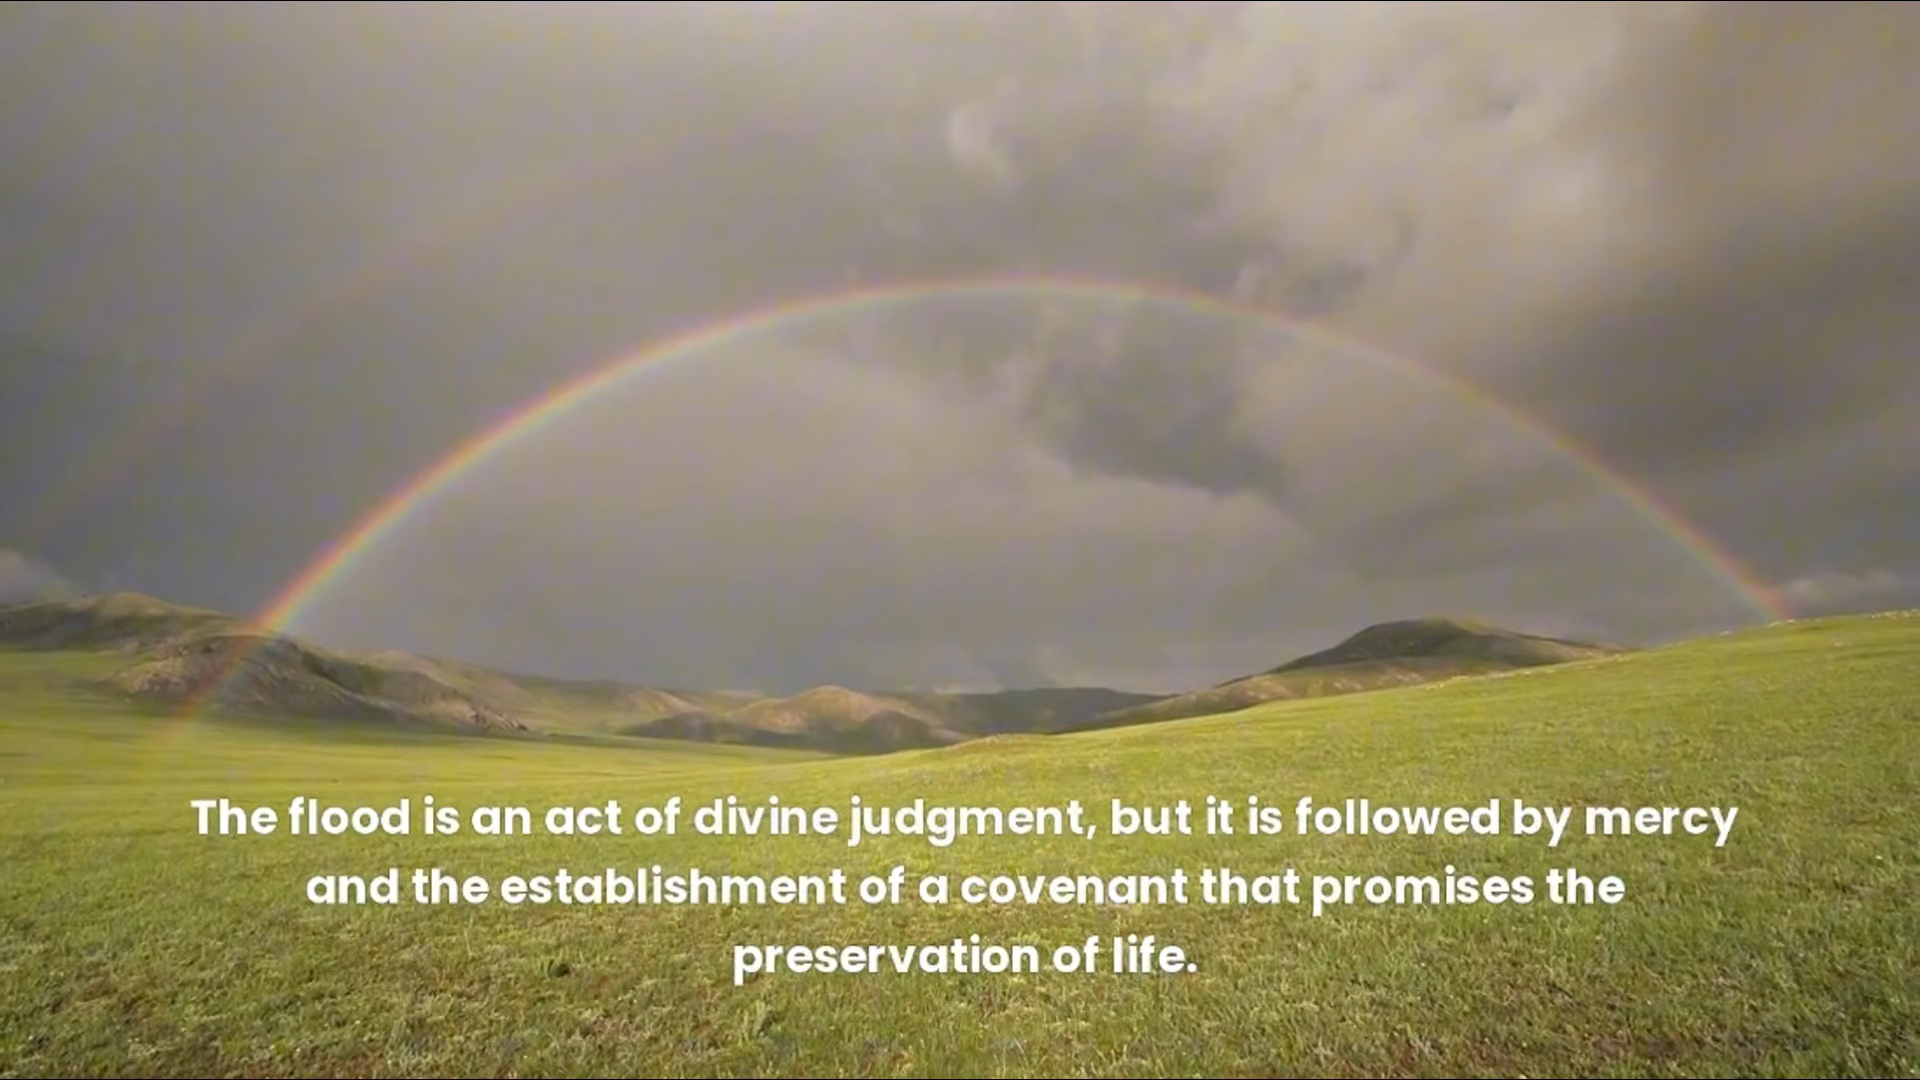 The flood is an act of divine judgment, but it is followed by mercy
and the establishment of a covenant that promises the
preservation of life.